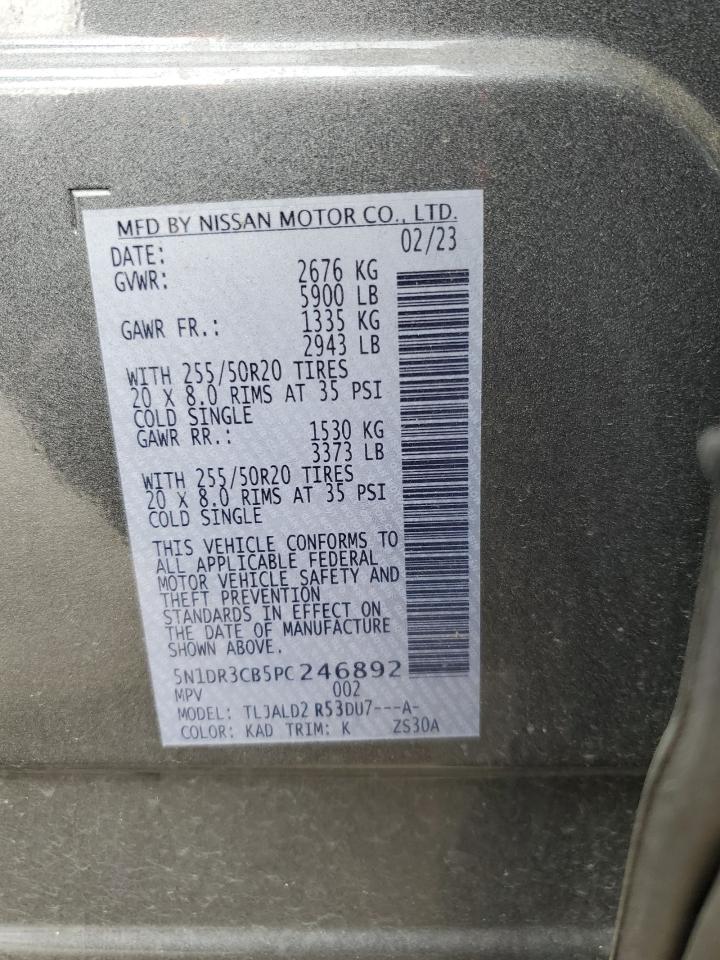 MFD BY NISSAN MOTOR CO., LTD.
DATE: 02/23
GVWR: 2676 KG
5900 LB
GAWR FR.: 1335 KG
2943 LB
WITH 255/50R20 TIRES
20 X 8.0 RIMS AT 35 PSI
COLD SINGLE
GAWR RR.: 1530 KG
3373 LB
WITH 255/50R20 TIRES
20 X 8.0 RIMS AT 35 PSI
COLD SINGLE
THIS VEHICLE CONFORMS TO
ALL APPLICABLE FEDERAL
MOTOR VEHICLE SAFETY AND
THEFT PREVENTION
STANDARDS IN EFFECT ON
THE DATE OF MANUFACTURE
SHOWN ABOVE.
5N1DR3CB5PC246892
MPV 002
MODEL: TLJALD2 R53DU7---A-
COLOR: KAD TRIM: K ZS30A